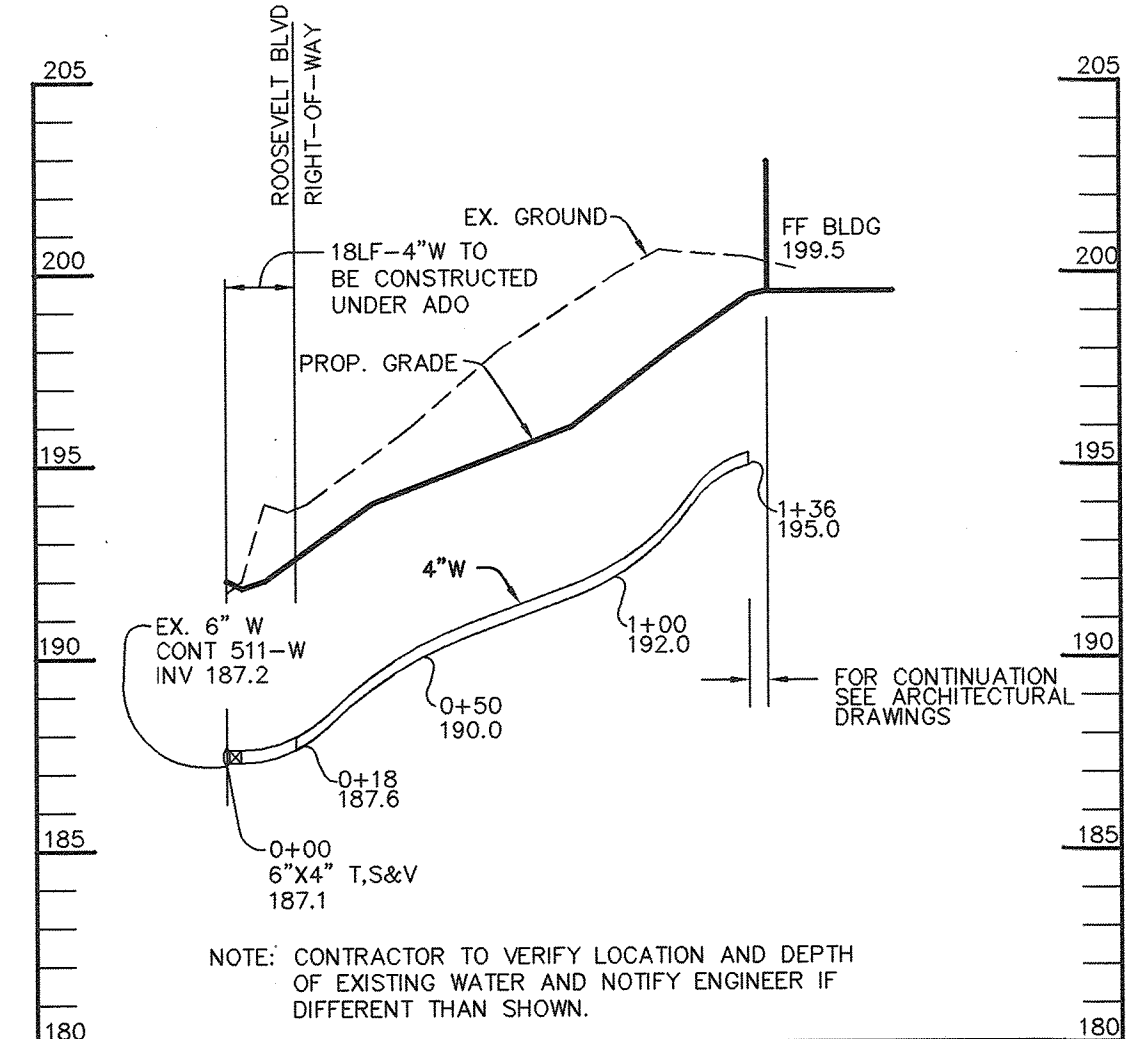 ROOSEVELT BLVD
RIGHT-OF-WAY
205
205
EX. GROUND
FF BLDG
199.5
18LF-4"W TO
BE CONSTRUCTED
UNDER ADO
200
200
PROP. GRADE
195
195
1+36
195.0
4"W
EX. 6" W
CONT 511-W
INV 187.2
1+00
192.0
190
190
FOR CONTINUATION
SEE ARCHITECTURAL
DRAWINGS
0+50
190.0
0+18
187.6
185
185
0+00
6"X4" T,S&V
187.1
NOTE: CONTRACTOR TO VERIFY LOCATION AND DEPTH
OF EXISTING WATER AND NOTIFY ENGINEER IF
DIFFERENT THAN SHOWN.
180
180